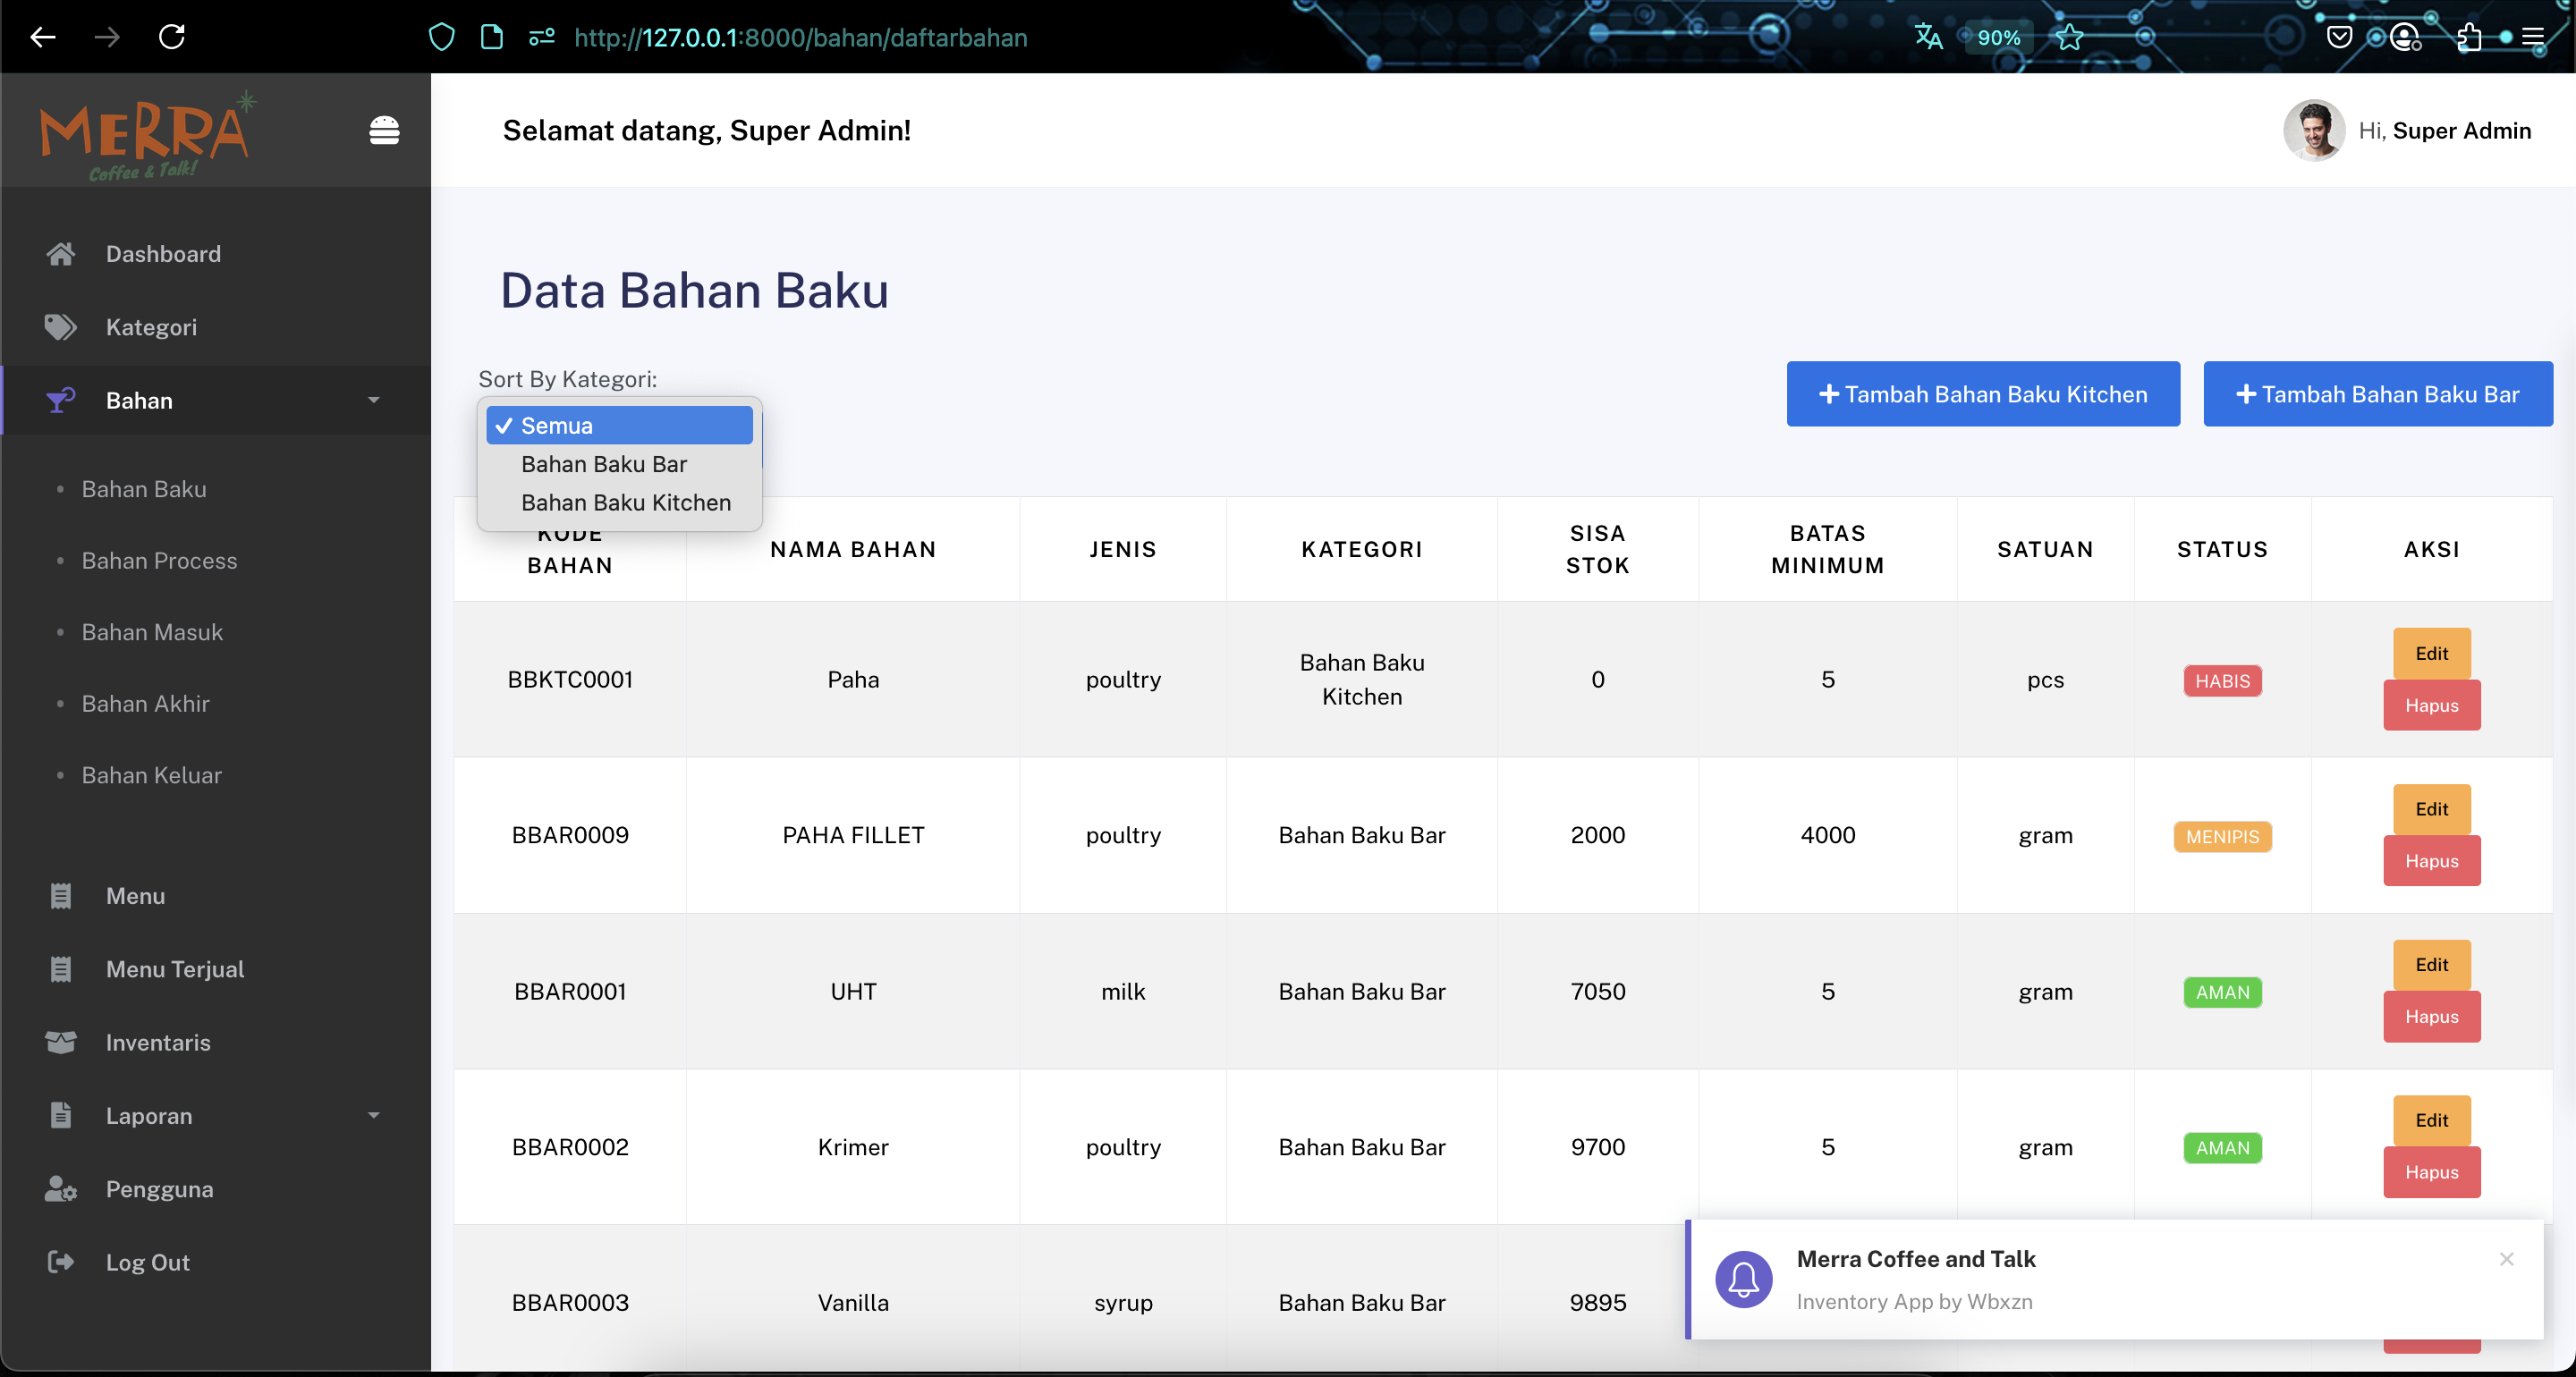 http://127.0.0.1:8000/bahan/daftarbahan
90%
MERRA
Coffee & Talk!
Selamat datang, Super Admin!
Hi, Super Admin
Dashboard
Kategori
Bahan
Bahan Baku
Bahan Process
Bahan Masuk
Bahan Akhir
Bahan Keluar
Menu
Menu Terjual
Inventaris
Laporan
Pengguna
Log Out
Data Bahan Baku
Sort By Kategori:
Semua
Bahan Baku Bar
Bahan Baku Kitchen
Tambah Bahan Baku Kitchen
Tambah Bahan Baku Bar
KODE BAHAN NAMA BAHAN JENIS KATEGORI SISA STOK BATAS MINIMUM SATUAN STATUS AKSI
BBKTC0001 Paha poultry Bahan Baku Kitchen 0 5 pcs HABIS Edit Hapus
BBAR0009 PAHA FILLET poultry Bahan Baku Bar 2000 4000 gram MENIPIS Edit Hapus
BBAR0001 UHT milk Bahan Baku Bar 7050 5 gram AMAN Edit Hapus
BBAR0002 Krimer poultry Bahan Baku Bar 9700 5 gram AMAN Edit Hapus
BBAR0003 Vanilla syrup Bahan Baku Bar 9895
Merra Coffee and Talk
Inventory App by Wbxzn